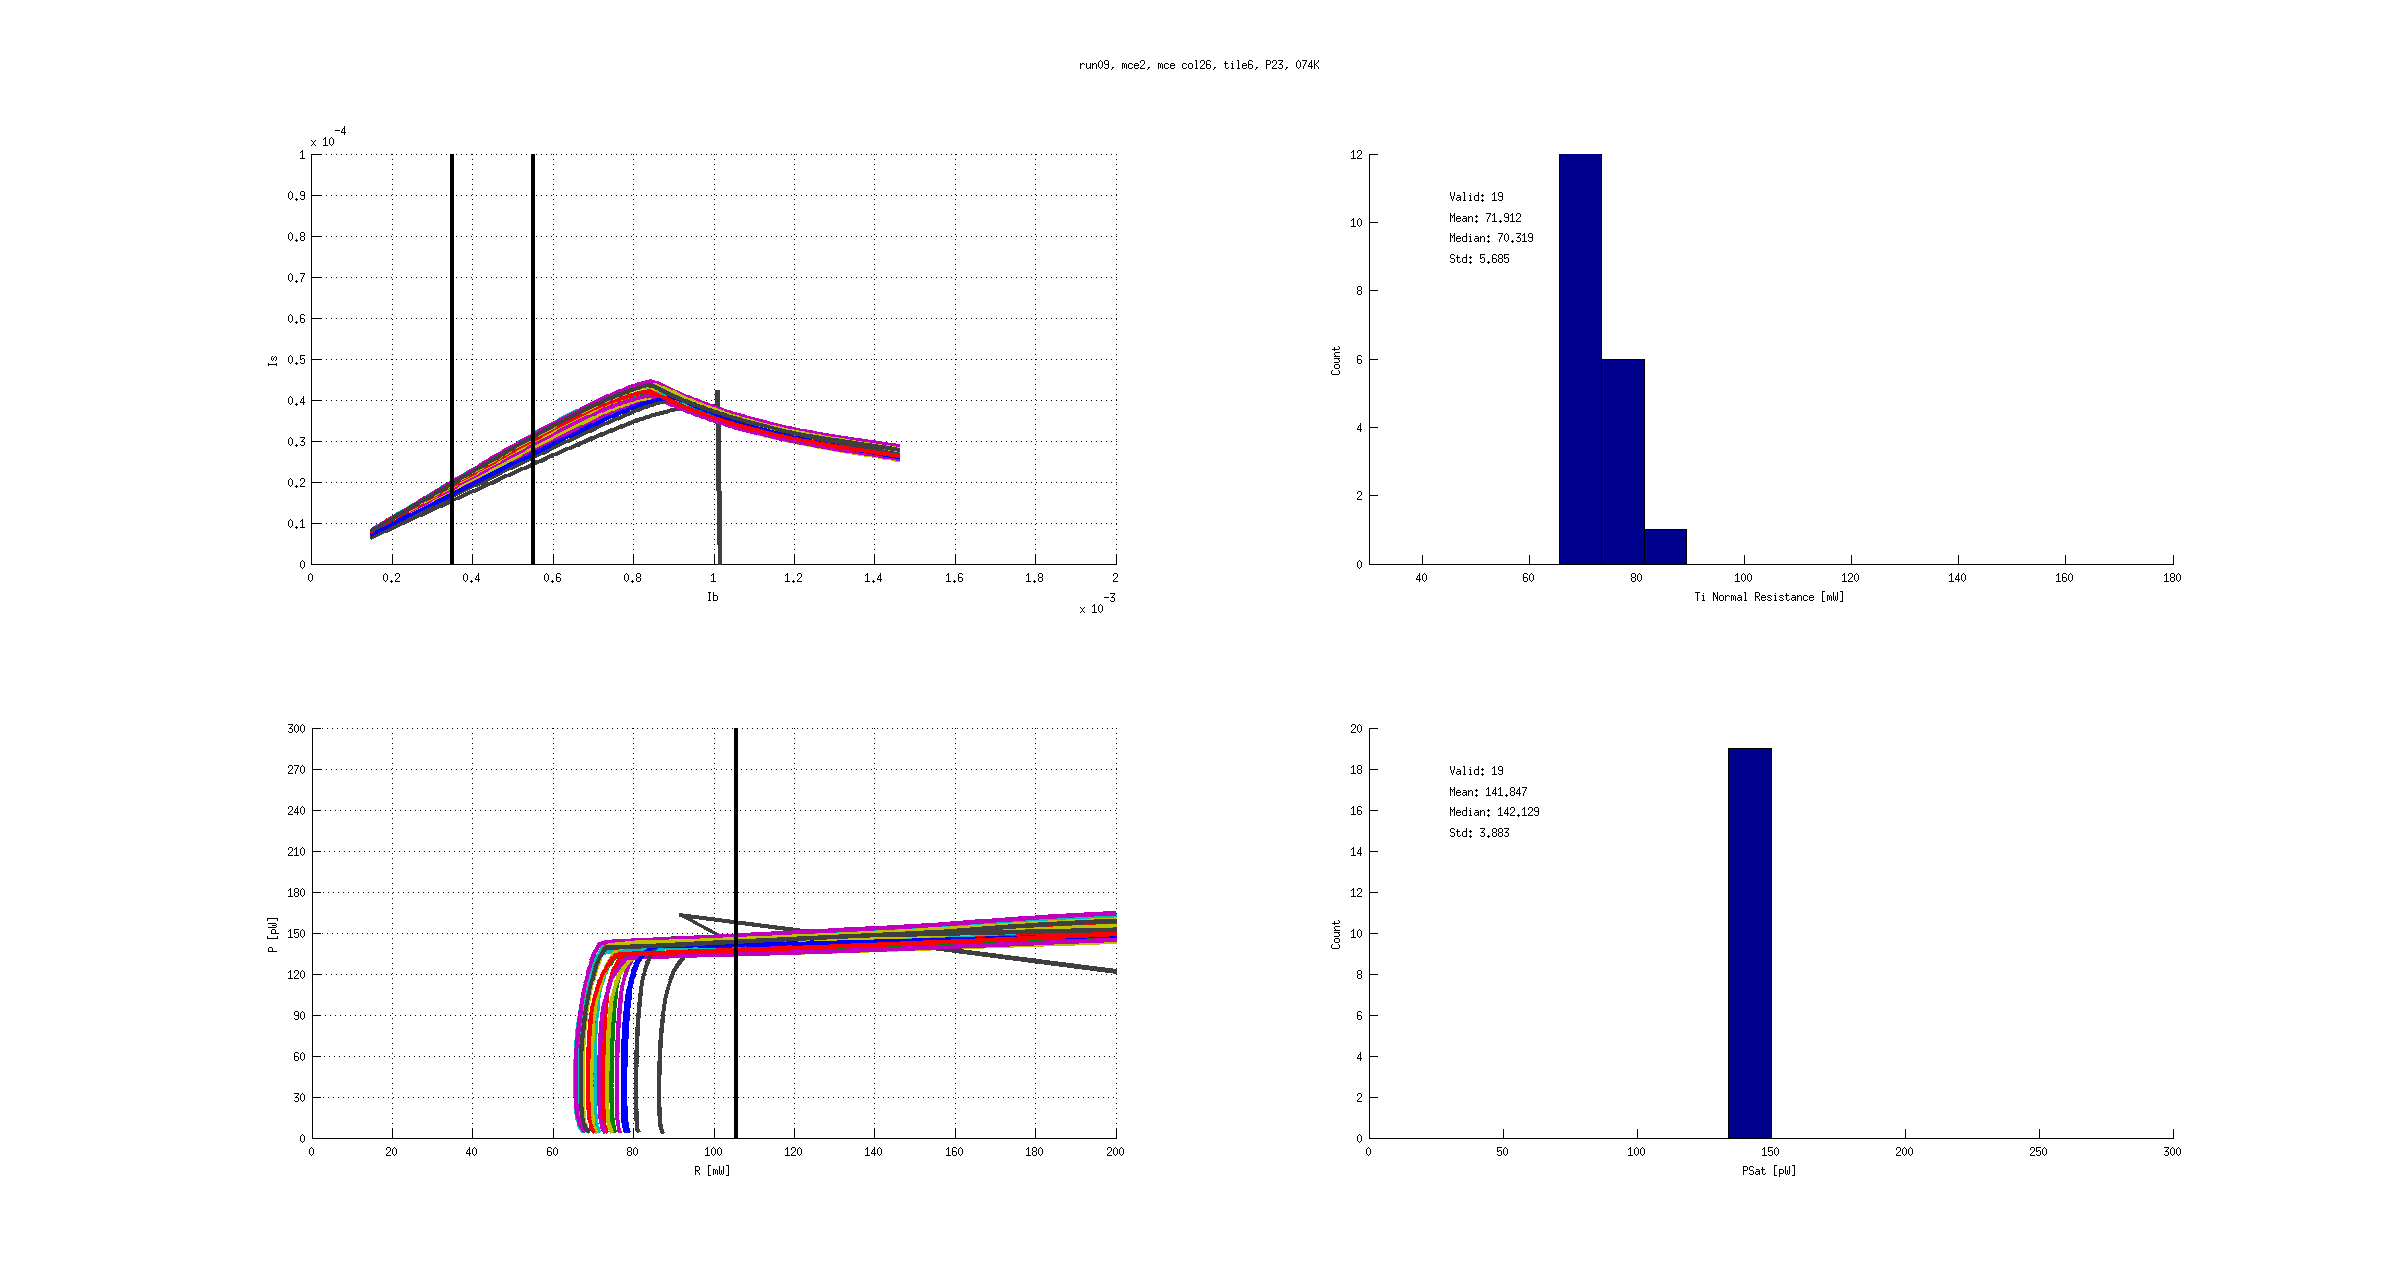 run09, mce2, mce col26, tile6, P23, 074K
x 10^-4
1
0.9
0.8
0.7
0.6
0.5
0.4
0.3
0.2
0.1
0
Is
0 0.2 0.4 0.6 0.8 1 1.2 1.4 1.6 1.8 2
Ib
x 10^-3
12
10
8
6
4
2
0
Count
Valid: 19
Mean: 71.912
Median: 70.319
Std: 5.685
40 60 80 100 120 140 160 180
Ti Normal Resistance [mW]
300
270
240
210
180
150
120
90
60
30
0
P [pW]
0 20 40 60 80 100 120 140 160 180 200
R [mW]
20
18
16
14
12
10
8
6
4
2
0
Count
Valid: 19
Mean: 141.847
Median: 142.129
Std: 3.883
0 50 100 150 200 250 300
PSat [pW]